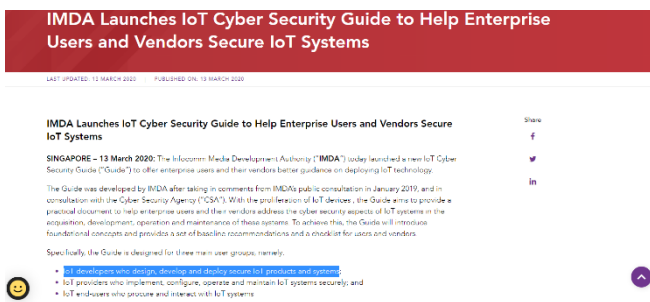 IMDA Launches IoT Cyber Security Guide to Help Enterprise
Users and Vendors Secure IoT Systems
LAST UPDATED: 13 MARCH 2020
PUBLISHED ON: 13 MARCH 2020
IMDA Launches IoT Cyber Security Guide to Help Enterprise Users and Vendors Secure
IoT Systems
Share
SINGAPORE – 13 March 2020: The Infocomm Media Development Authority ("IMDA") today launched a new IoT Cyber
Security Guide ("Guide") to offer enterprise users and their vendors better guidance on deploying IoT technology.
The Guide was developed by IMDA after taking in comments from IMDA's public consultation in January 2019, and in
consultation with the Cyber Security Agency ("CSA"). With the proliferation of IoT devices , the Guide aims to provide a
practical document to help enterprise users and their vendors address the cyber security aspects of IoT systems in the
acquisition, development, operation and maintenance of these systems. To achieve this, the Guide will introduce
foundational concepts and provides a set of baseline recommendations and a checklist for users and vendors.
Specifically, the Guide is designed for three main user groups, namely:
• IoT developers who design, develop and deploy secure IoT products and systems;
• IoT providers who implement, configure, operate and maintain IoT systems securely; and
• IoT end-users who procure and interact with IoT systems